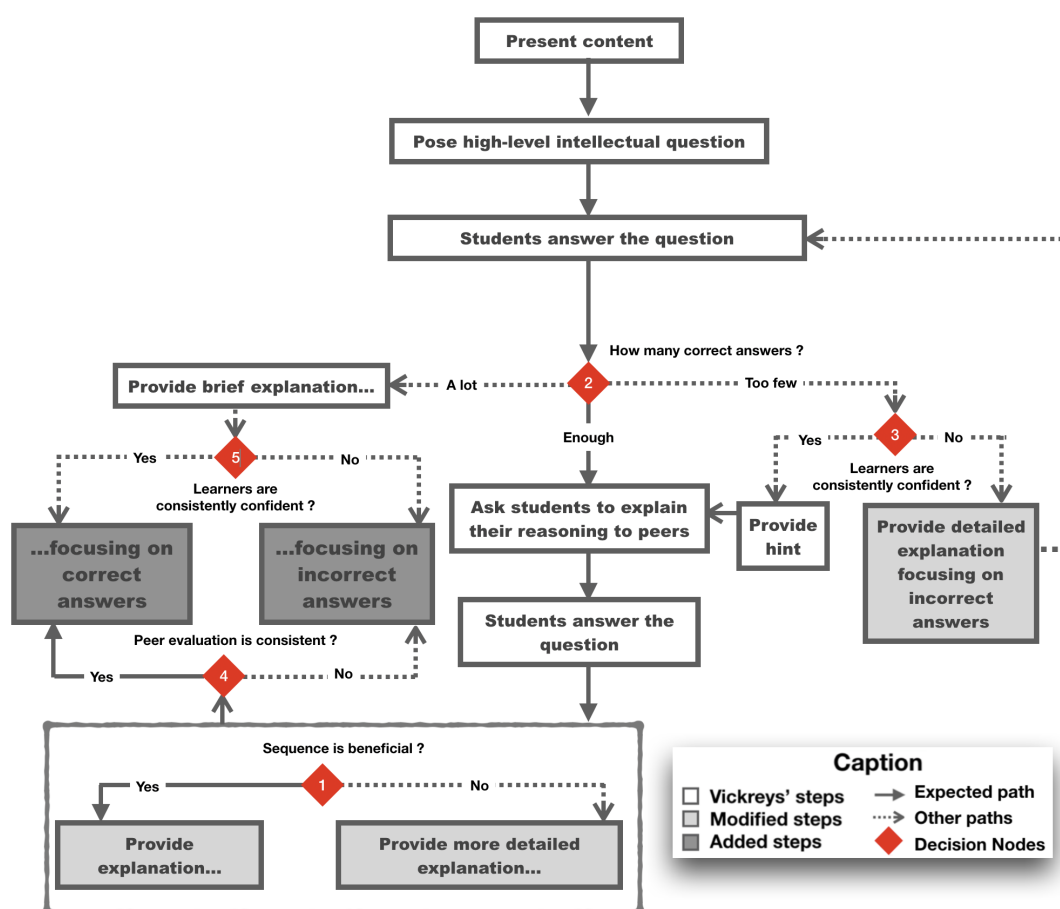 Present content
Pose high-level intellectual question
Students answer the question
How many correct answers ?
2
A lot
Too few
Enough
Provide brief explanation...
5
Yes
No
Learners are
consistently confident ?
3
Yes
No
Learners are
consistently confident ?
Ask students to explain
their reasoning to peers
Provide
hint
Provide detailed
explanation
focusing on
incorrect
answers
...focusing on
correct
answers
...focusing on
incorrect
answers
Students answer the
question
Peer evaluation is consistent ?
4
Yes
No
Sequence is beneficial ?
1
Yes
No
Provide
explanation...
Provide more detailed
explanation...
Caption
Vickreys' steps
Modified steps
Added steps
Expected path
Other paths
Decision Nodes